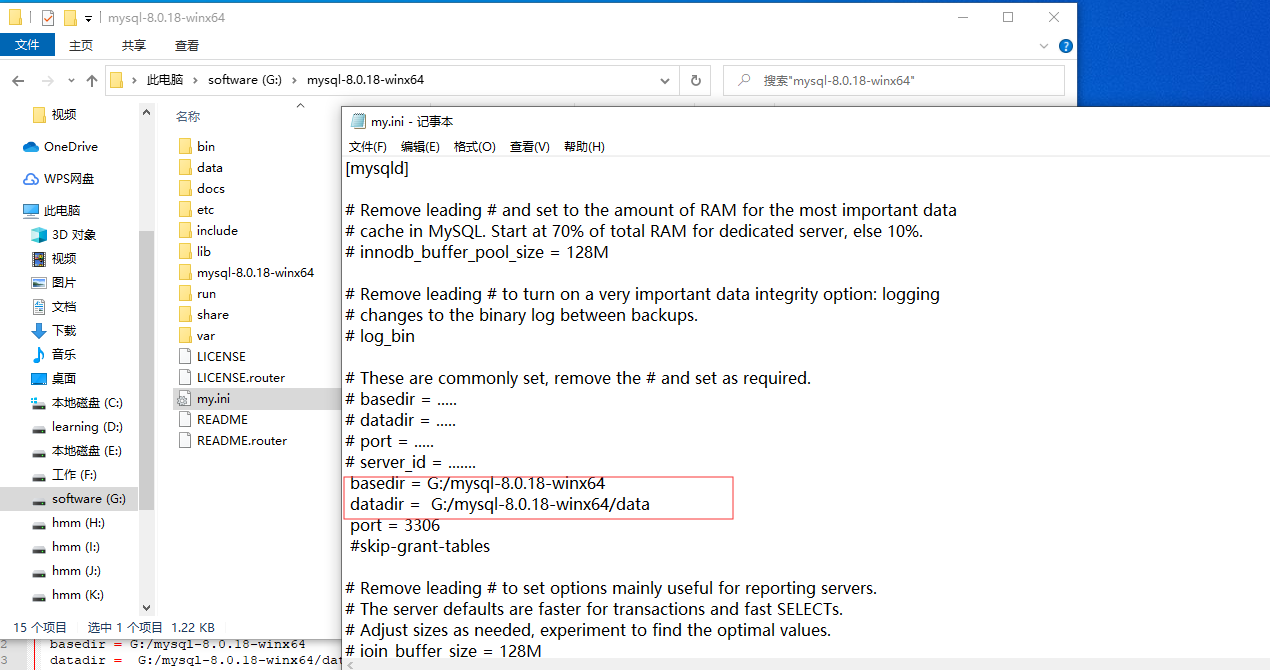 mysql-8.0.18-winx64
文件 主页 共享 查看
此电脑 software (G:) mysql-8.0.18-winx64
搜索"mysql-8.0.18-winx64"
视频
OneDrive
WPS网盘
此电脑
3D 对象
视频
图片
文档
下载
音乐
桌面
本地磁盘 (C:)
learning (D:)
本地磁盘 (E:)
工作 (F:)
software (G:)
hmm (H:)
hmm (I:)
hmm (J:)
hmm (K:)
名称
bin
data
docs
etc
include
lib
mysql-8.0.18-winx64
run
share
var
LICENSE
LICENSE.router
my.ini
README
README.router
15 个项目 选中 1 个项目 1.22 KB
my.ini - 记事本
文件(F) 编辑(E) 格式(O) 查看(V) 帮助(H)
[mysqld]
# Remove leading # and set to the amount of RAM for the most important data
# cache in MySQL. Start at 70% of total RAM for dedicated server, else 10%.
# innodb_buffer_pool_size = 128M
# Remove leading # to turn on a very important data integrity option: logging
# changes to the binary log between backups.
# log_bin
# These are commonly set, remove the # and set as required.
# basedir = .....
# datadir = .....
# port = .....
# server_id = .......
basedir = G:/mysql-8.0.18-winx64
datadir =  G:/mysql-8.0.18-winx64/data
port = 3306
#skip-grant-tables
# Remove leading # to set options mainly useful for reporting servers.
# The server defaults are faster for transactions and fast SELECTs.
# Adjust sizes as needed, experiment to find the optimal values.
# join_buffer_size = 128M
2 basedir = G:/mysql-8.0.18-winx64
3 datadir =  G:/mysql-8.0.18-winx64/dat